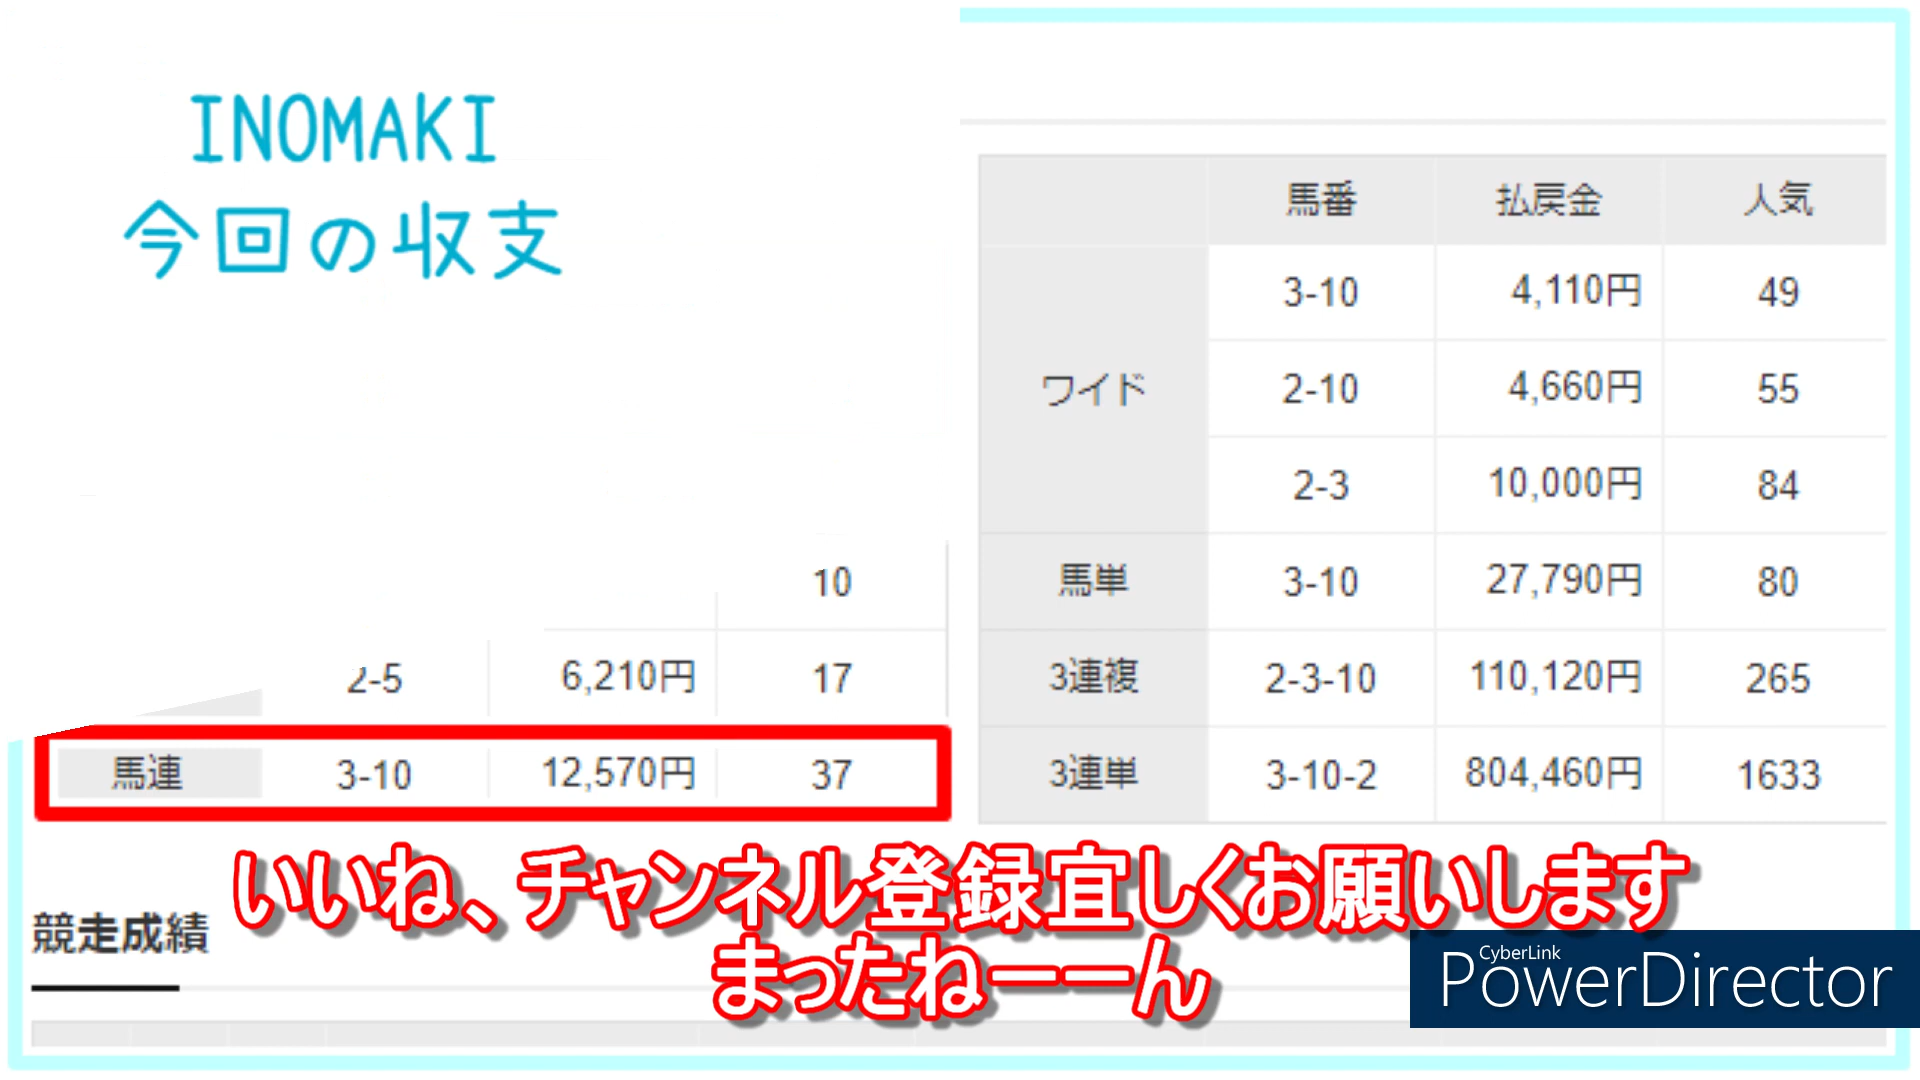 INOMAKI
今回の収支
10
2-5 6,210円 17
馬連 3-10 12,570円 37
馬番 払戻金 人気
ワイド
3-10 4,110円 49
2-10 4,660円 55
2-3 10,000円 84
馬単 3-10 27,790円 80
3連複 2-3-10 110,120円 265
3連単 3-10-2 804,460円 1633
競走成績
いいね、チャンネル登録宜しくお願いします
まったねーーん
CyberLink
PowerDirector